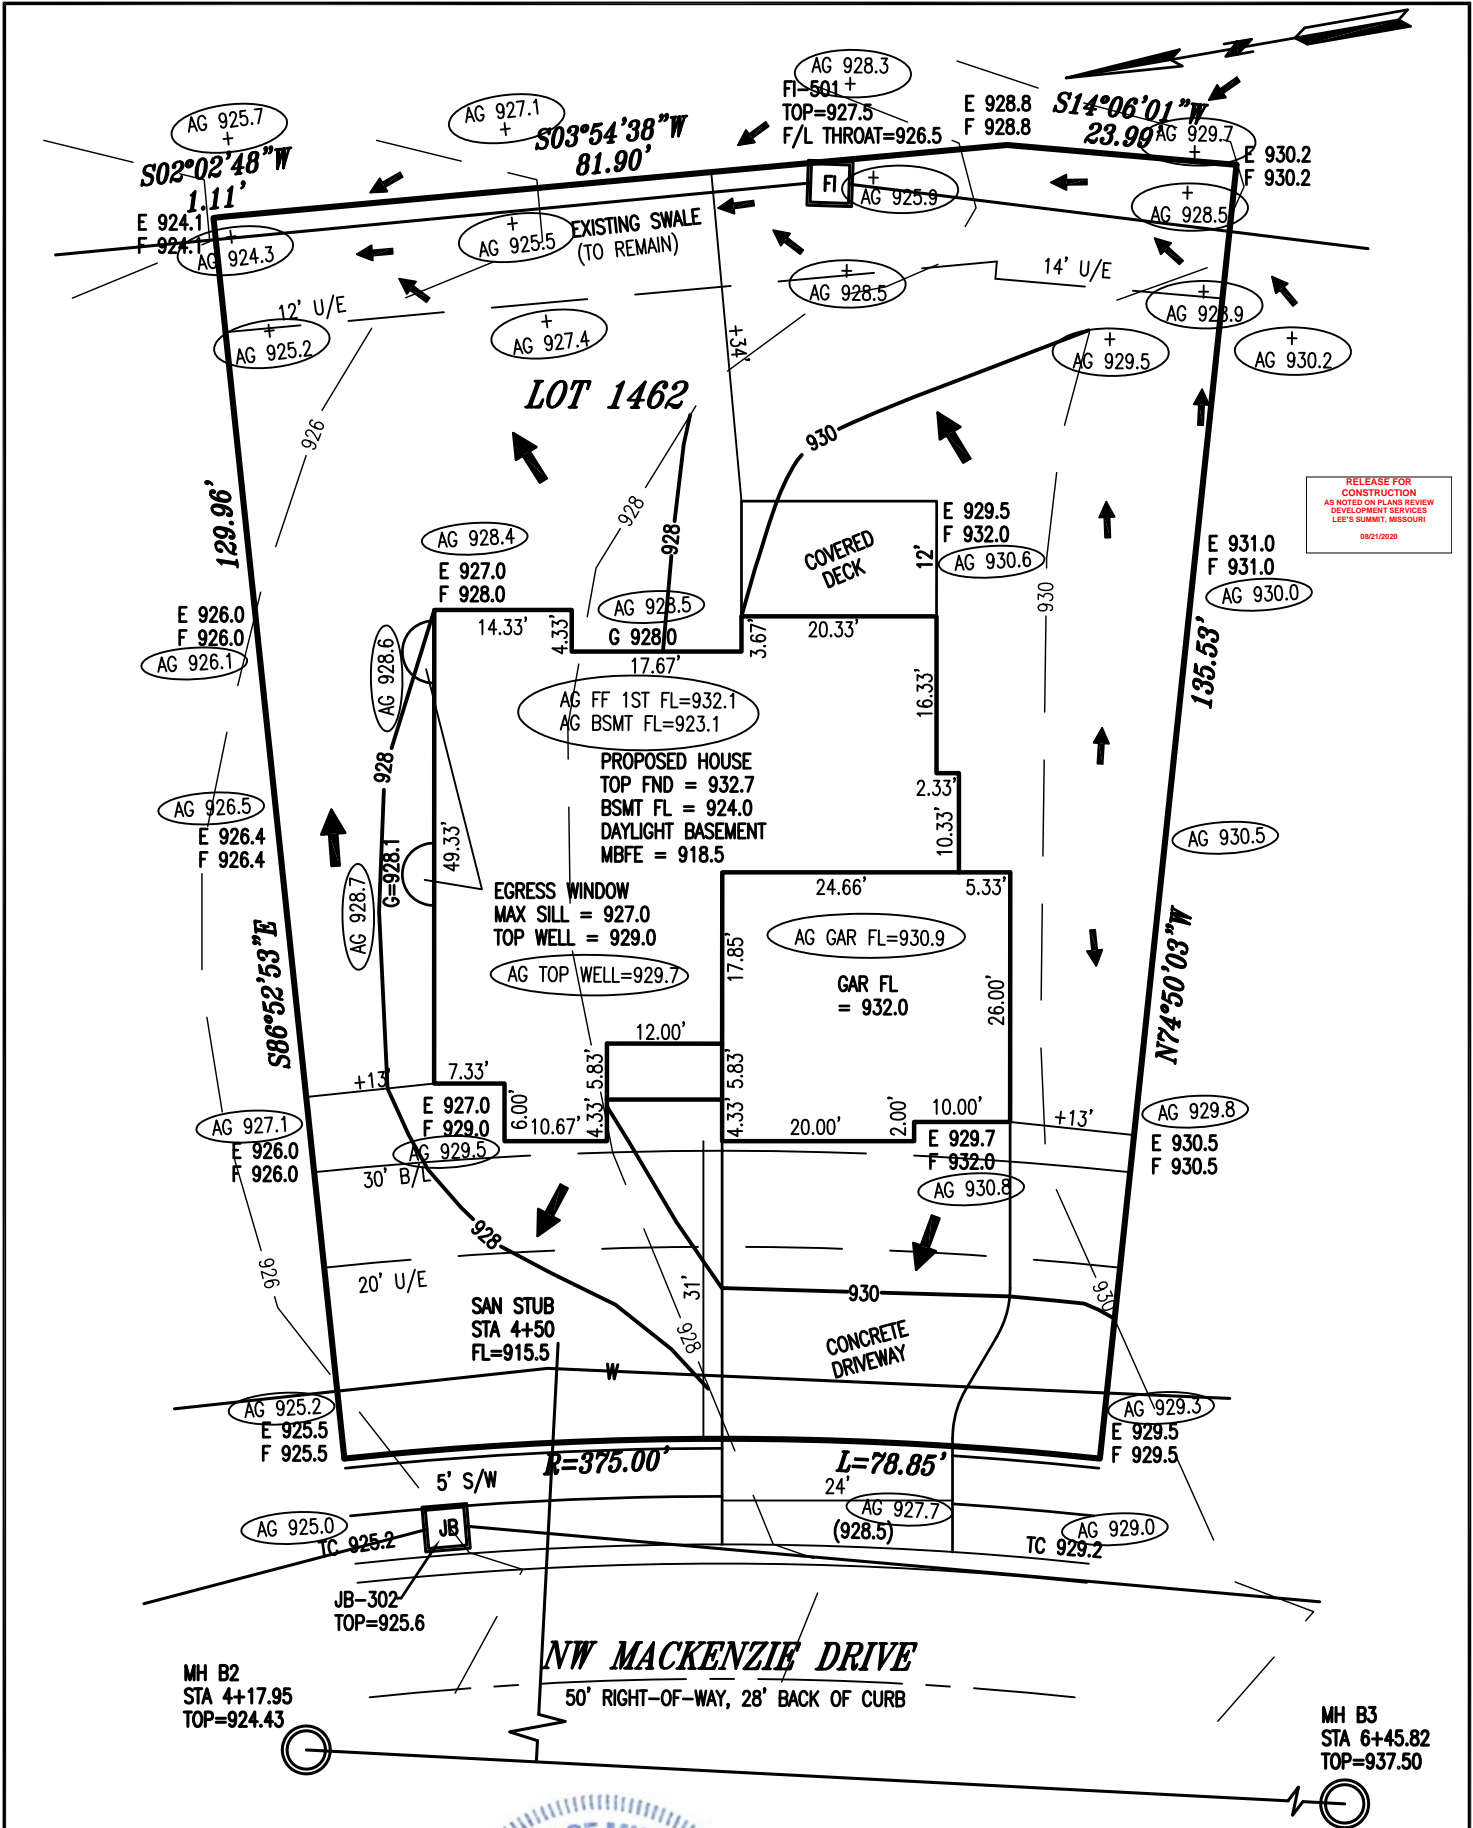 AG 928.3
FI-501
TOP=927.5
F/L THROAT=926.5
E 928.8
F 928.8
S14°06'01"W
23.99'
AG 929.7
E 930.2
F 930.2
AG 925.7
AG 927.1
S03°54'38"W
81.90'
S02°02'48"W
1.11'
E 924.1
F 924.1
AG 924.3
AG 925.5
EXISTING SWALE
(TO REMAIN)
FI
AG 925.9
AG 928.5
12' U/E
AG 925.2
AG 927.4
AG 928.5
14' U/E
AG 928.9
AG 929.5
AG 930.2
+34'
LOT 1462
926
928
928
930
129.96'
AG 928.4
E 927.0
F 928.0
COVERED
DECK
12'
E 929.5
F 932.0
AG 930.6
930
RELEASE FOR
CONSTRUCTION
AS NOTED ON PLANS REVIEW
DEVELOPMENT SERVICES
LEE'S SUMMIT, MISSOURI
08/21/2020
E 931.0
F 931.0
AG 930.0
E 926.0
F 926.0
AG 926.1
AG 928.6
14.33'
4.33'
AG 928.5
G 928.0
17.67'
3.67'
20.33'
16.33'
135.53'
AG FF 1ST FL=932.1
AG BSMT FL=923.1
PROPOSED HOUSE
TOP FND = 932.7
BSMT FL = 924.0
DAYLIGHT BASEMENT
MBFE = 918.5
2.33'
10.33'
AG 930.5
928
AG 926.5
E 926.4
F 926.4
49.33'
G=928.1
AG 928.7
EGRESS WINDOW
MAX SILL = 927.0
TOP WELL = 929.0
AG TOP WELL=929.7
24.66'
5.33'
AG GAR FL=930.9
GAR FL
= 932.0
17.85'
26.00'
S86°52'53"E
N74°50'03"W
12.00'
5.83'
5.83'
+13'
7.33'
6.00'
10.67'
4.33'
4.33'
20.00'
2.00'
10.00'
+13'
E 927.0
F 929.0
AG 929.5
AG 927.1
E 926.0
F 926.0
E 929.7
F 932.0
AG 930.8
AG 929.8
E 930.5
F 930.5
30' B/L
928
926
20' U/E
31'
928
930
930
SAN STUB
STA 4+50
FL=915.5
CONCRETE
DRIVEWAY
W
AG 925.2
E 925.5
F 925.5
AG 929.3
E 929.5
F 929.5
R=375.00'
L=78.85'
5' S/W
24'
AG 927.7
(928.5)
AG 925.0
TC 925.2
JB
AG 929.0
TC 929.2
JB-302
TOP=925.6
NW MACKENZIE DRIVE
50' RIGHT-OF-WAY, 28' BACK OF CURB
MH B2
STA 4+17.95
TOP=924.43
MH B3
STA 6+45.82
TOP=937.50